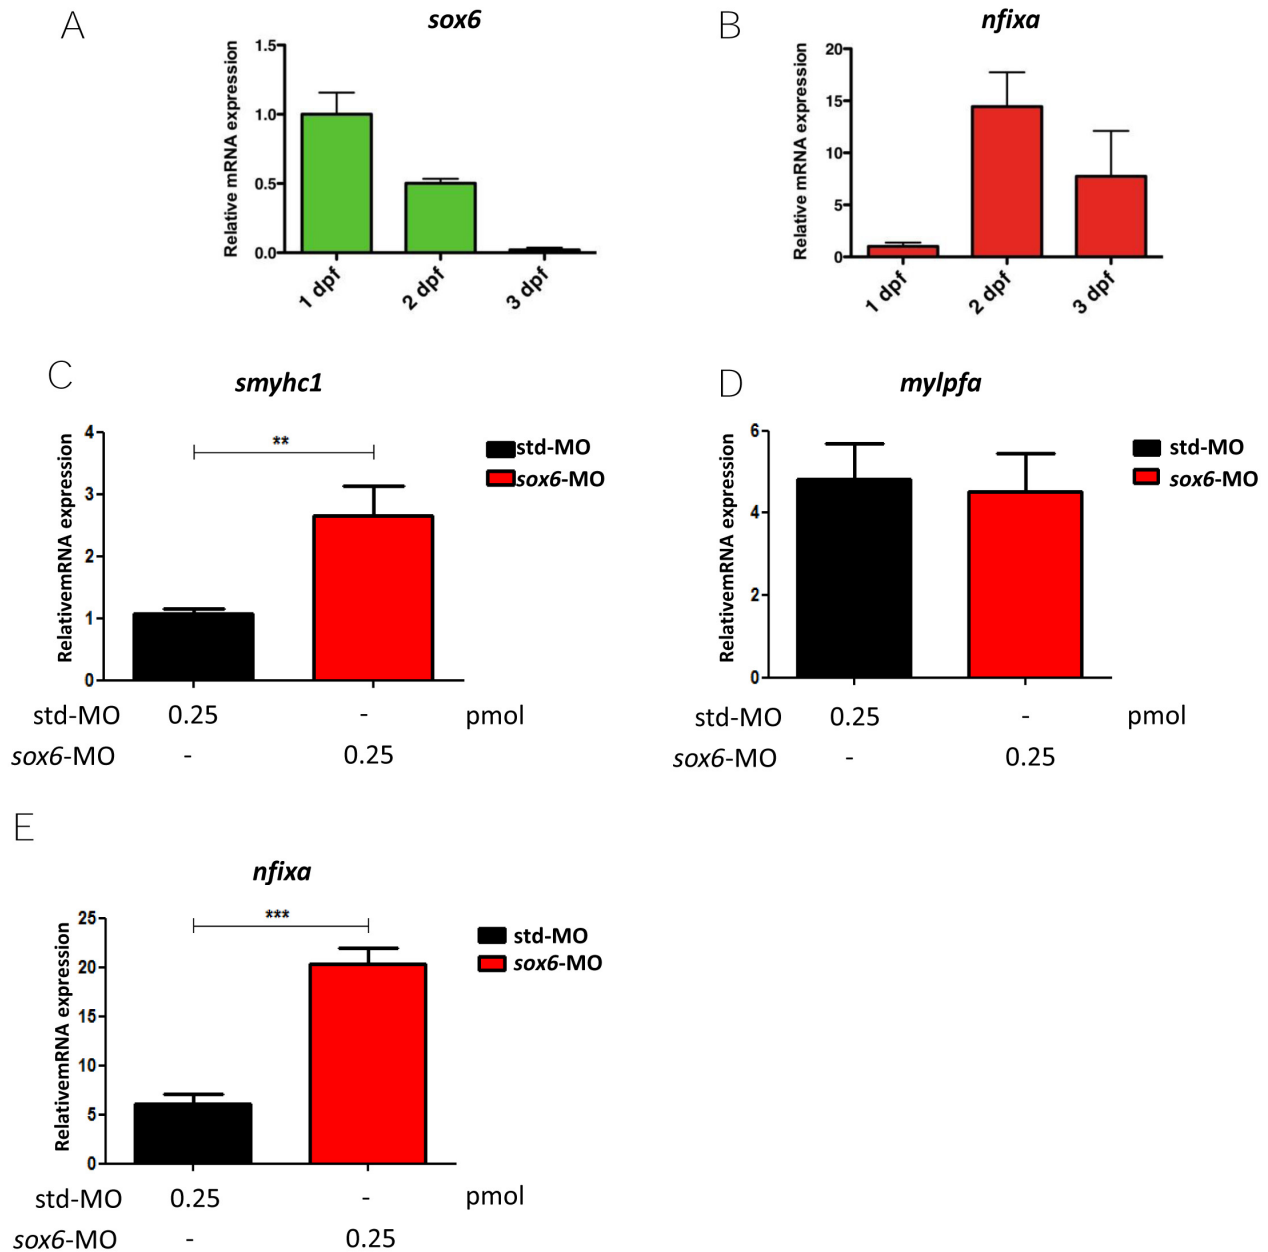 A
sox6
Relative mRNA expression
1.5
1.0
0.5
0.0
1 dpf
2 dpf
3 dpf
B
nfixa
Relative mRNA expression
20
15
10
5
0
1 dpf
2 dpf
3 dpf
C
smyhc1
RelativemRNA expression
4
3
2
1
0
**
std-MO
sox6-MO
std-MO 0.25 - pmol
sox6-MO - 0.25
D
mylpfa
RelativemRNA expression
6
4
2
0
std-MO
sox6-MO
std-MO 0.25 - pmol
sox6-MO - 0.25
E
nfixa
RelativemRNA expression
25
20
15
10
5
0
***
std-MO
sox6-MO
std-MO 0.25 - pmol
sox6-MO - 0.25